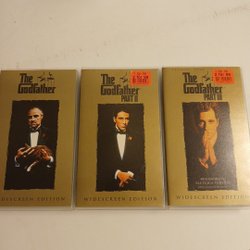 The
Godfather
WIDESCREEN EDITION
The
Godfather
PART II
WIDESCREEN EDITION
The
Godfather
PART III
WIDESCREEN EDITION